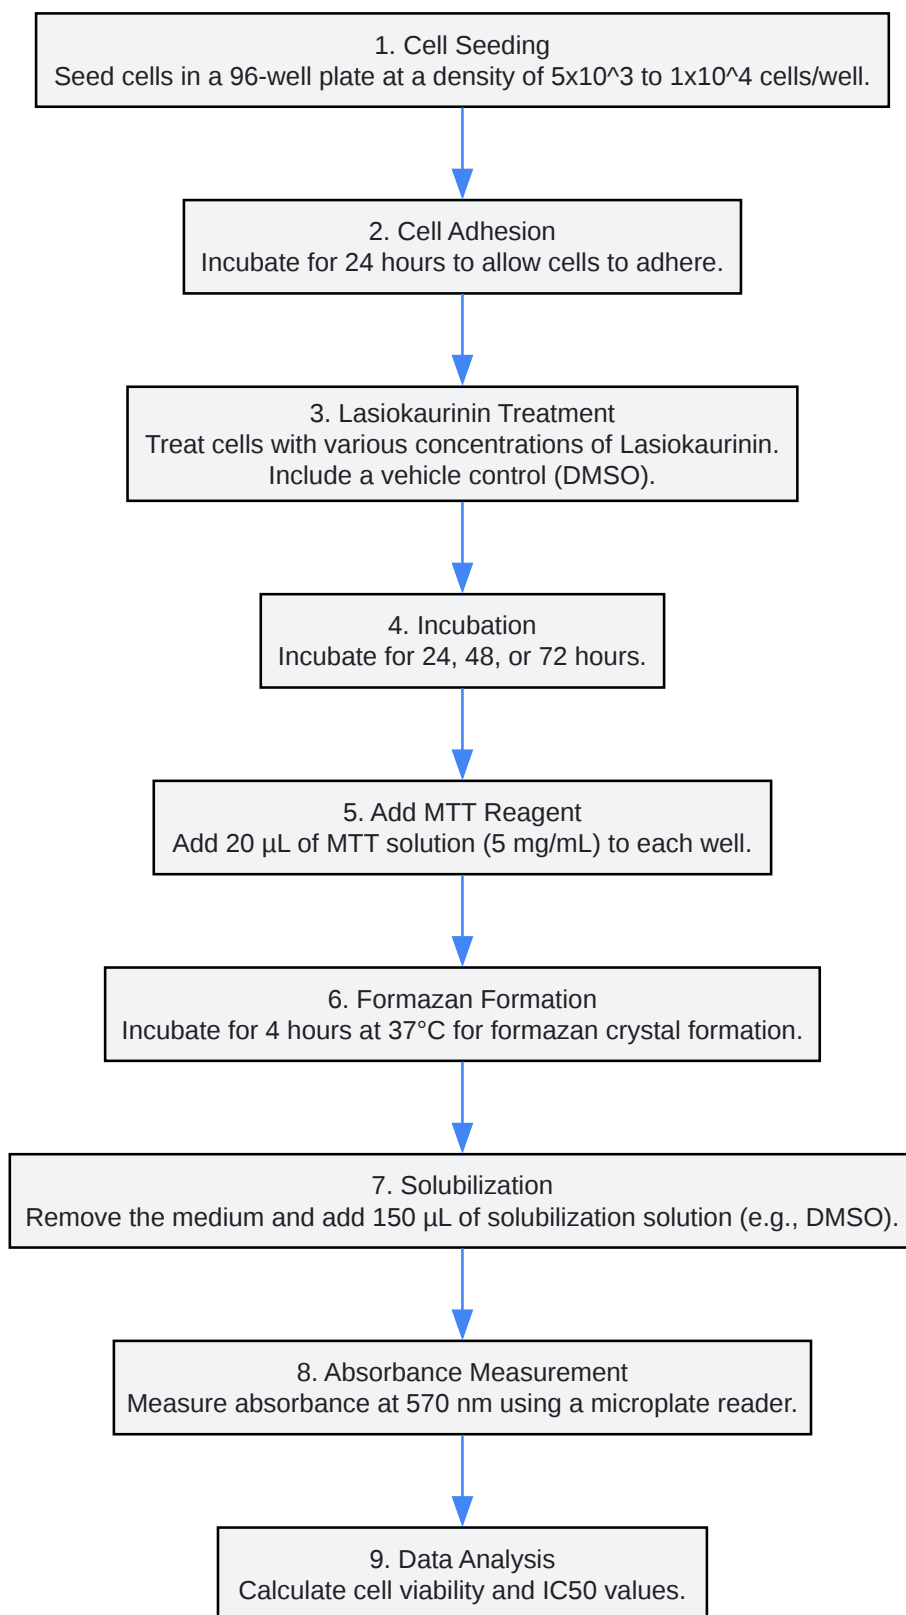 1. Cell Seeding
Seed cells in a 96-well plate at a density of 5x10^3 to 1x10^4 cells/well.
2. Cell Adhesion
Incubate for 24 hours to allow cells to adhere.
3. Lasiokaurinin Treatment
Treat cells with various concentrations of Lasiokaurinin.
Include a vehicle control (DMSO).
4. Incubation
Incubate for 24, 48, or 72 hours.
5. Add MTT Reagent
Add 20 µL of MTT solution (5 mg/mL) to each well.
6. Formazan Formation
Incubate for 4 hours at 37°C for formazan crystal formation.
7. Solubilization
Remove the medium and add 150 µL of solubilization solution (e.g., DMSO).
8. Absorbance Measurement
Measure absorbance at 570 nm using a microplate reader.
9. Data Analysis
Calculate cell viability and IC50 values.